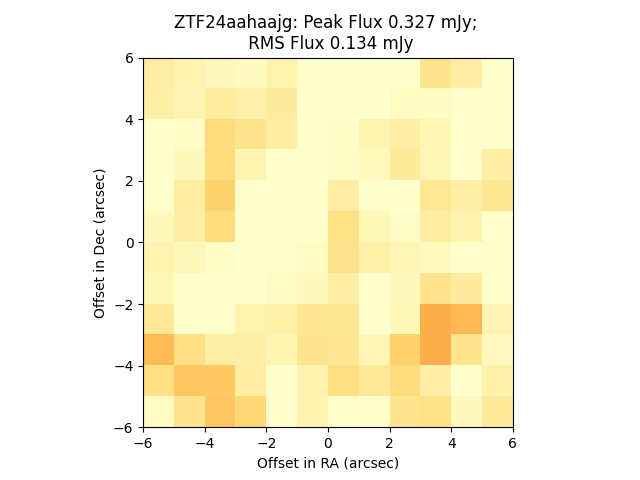 ZTF24aahaajg: Peak Flux 0.327 mJy;
RMS Flux 0.134 mJy
6
4
2
0
−2
−4
−6
Offset in Dec (arcsec)
−6 −4 −2 0 2 4 6
Offset in RA (arcsec)